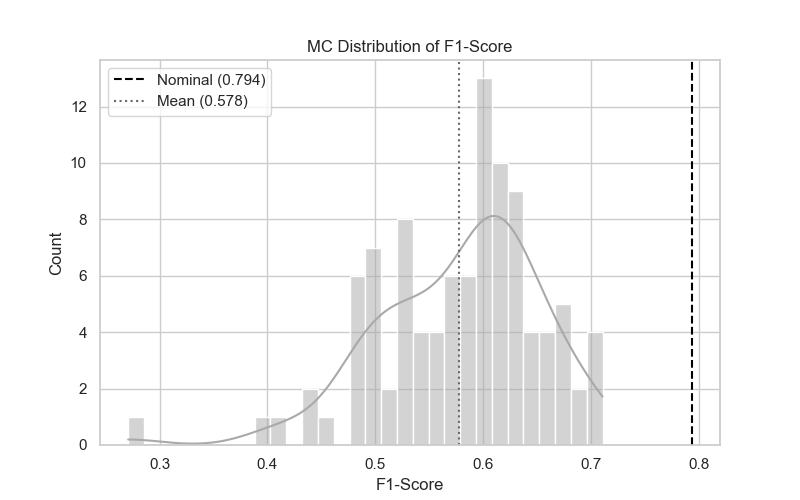 MC Distribution of F1-Score
Nominal (0.794)
Mean (0.578)
12
10
8
6
4
2
0
Count
0.3 0.4 0.5 0.6 0.7 0.8
F1-Score